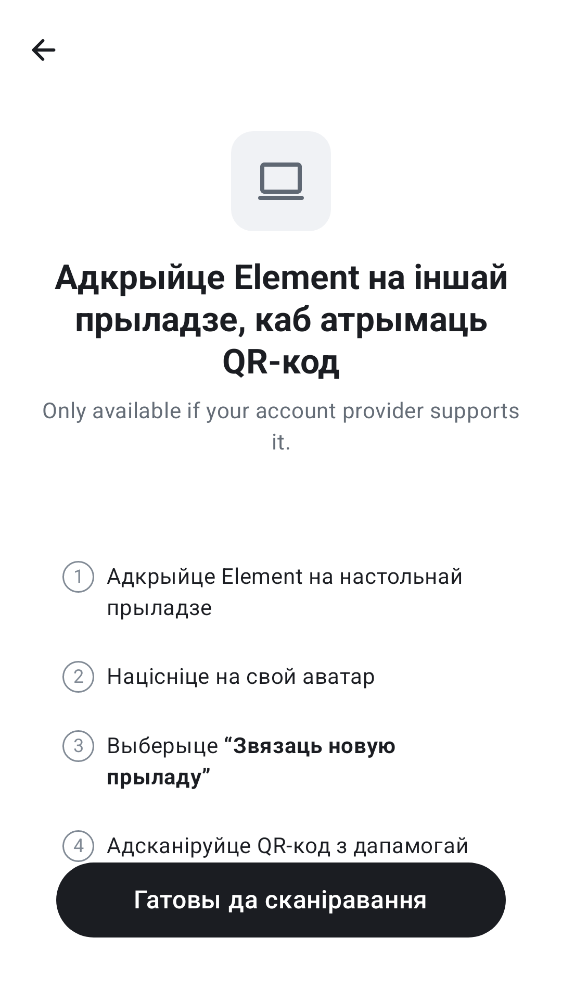 Адкрыйце Element на іншай
прыладзе, каб атрымаць
QR-код
Only available if your account provider supports
it.
1 Адкрыйце Element на настольнай
прыладзе
2 Націсніце на свой аватар
3 Выберыце “Звязаць новую
прыладу”
4 Адсканіруйце QR-код з дапамогай
Гатовы да сканіравання